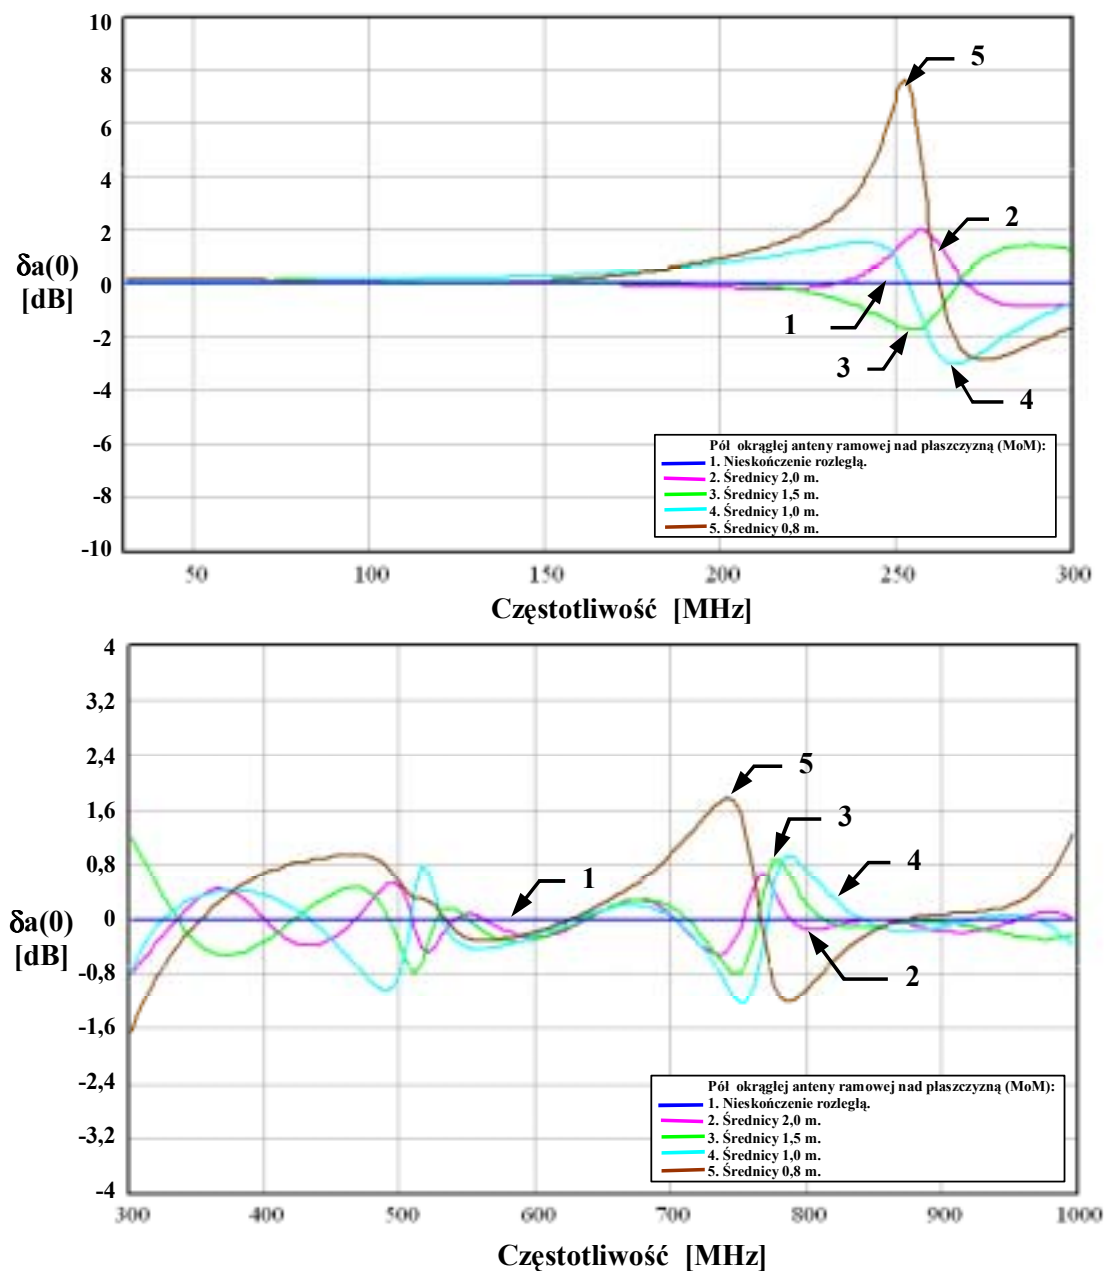 10
8
6
4
2
0
-2
-4
-6
-8
-10
δa(0)
[dB]
5
2
1
3
4
Pół okrągłej anteny ramowej nad płaszczyzną (MoM):
1. Nieskończenie rozległą.
2. Średnicy 2,0 m.
3. Średnicy 1,5 m.
4. Średnicy 1,0 m.
5. Średnicy 0,8 m.
50 100 150 200 250 300
Częstotliwość [MHz]
4
3,2
2,4
1,6
0,8
0
-0,8
-1,6
-2,4
-3,2
-4
δa(0)
[dB]
5
3
4
1
2
Pół okrągłej anteny ramowej nad płaszczyzną (MoM):
1. Nieskończenie rozległą.
2. Średnicy 2,0 m.
3. Średnicy 1,5 m.
4. Średnicy 1,0 m.
5. Średnicy 0,8 m.
300 400 500 600 700 800 900 1000
Częstotliwość [MHz]